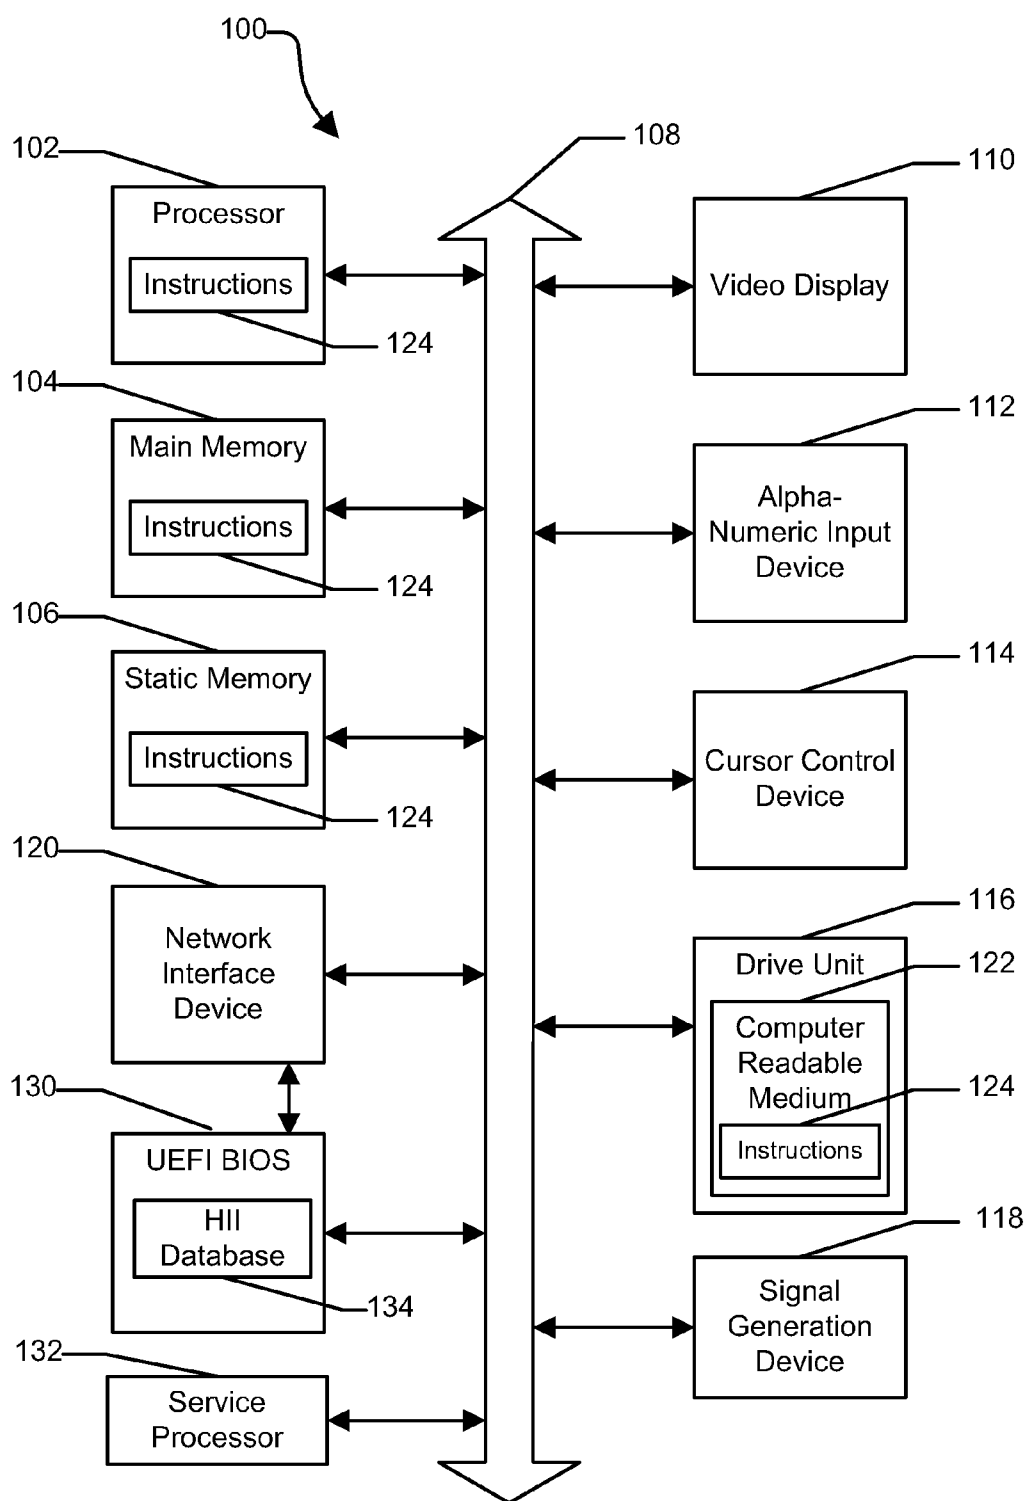 100
108
102
Processor
Instructions
124
104
Main Memory
Instructions
124
106
Static Memory
Instructions
124
120
Network
Interface
Device
130
UEFI BIOS
HII
Database
134
132
Service
Processor
110
Video Display
112
Alpha-
Numeric Input
Device
114
Cursor Control
Device
116
Drive Unit
122
Computer
Readable
Medium
124
Instructions
118
Signal
Generation
Device